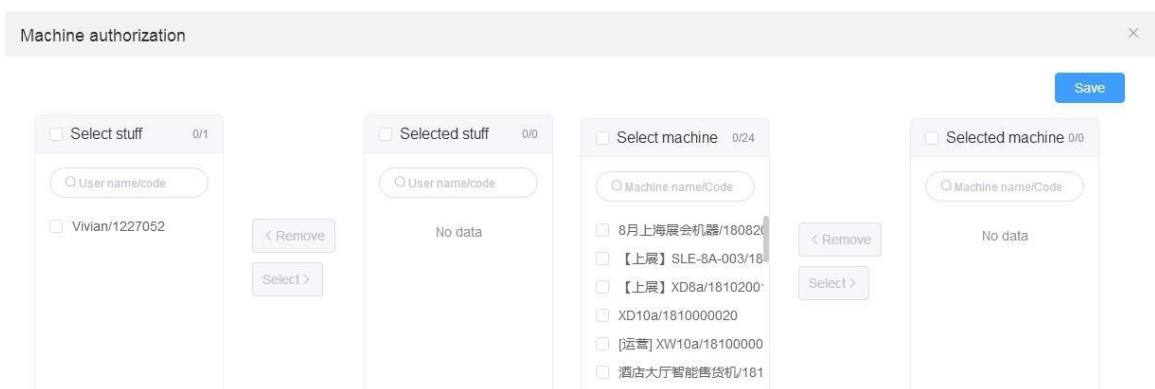 Machine authorization
Save
Select stuff 0/1
User name/code
Vivian/1227052
< Remove
Select >
Selected stuff 0/0
User name/code
No data
Select machine 0/24
Machine name/Code
8月上海展会机器/180820
【上展】SLE-8A-003/18
【上展】XD8a/1810200
XD10a/1810000020
[运营] XW10a/18100000
酒店大厅智能售货机/181
< Remove
Select >
Selected machine 0/0
Machine name/Code
No data